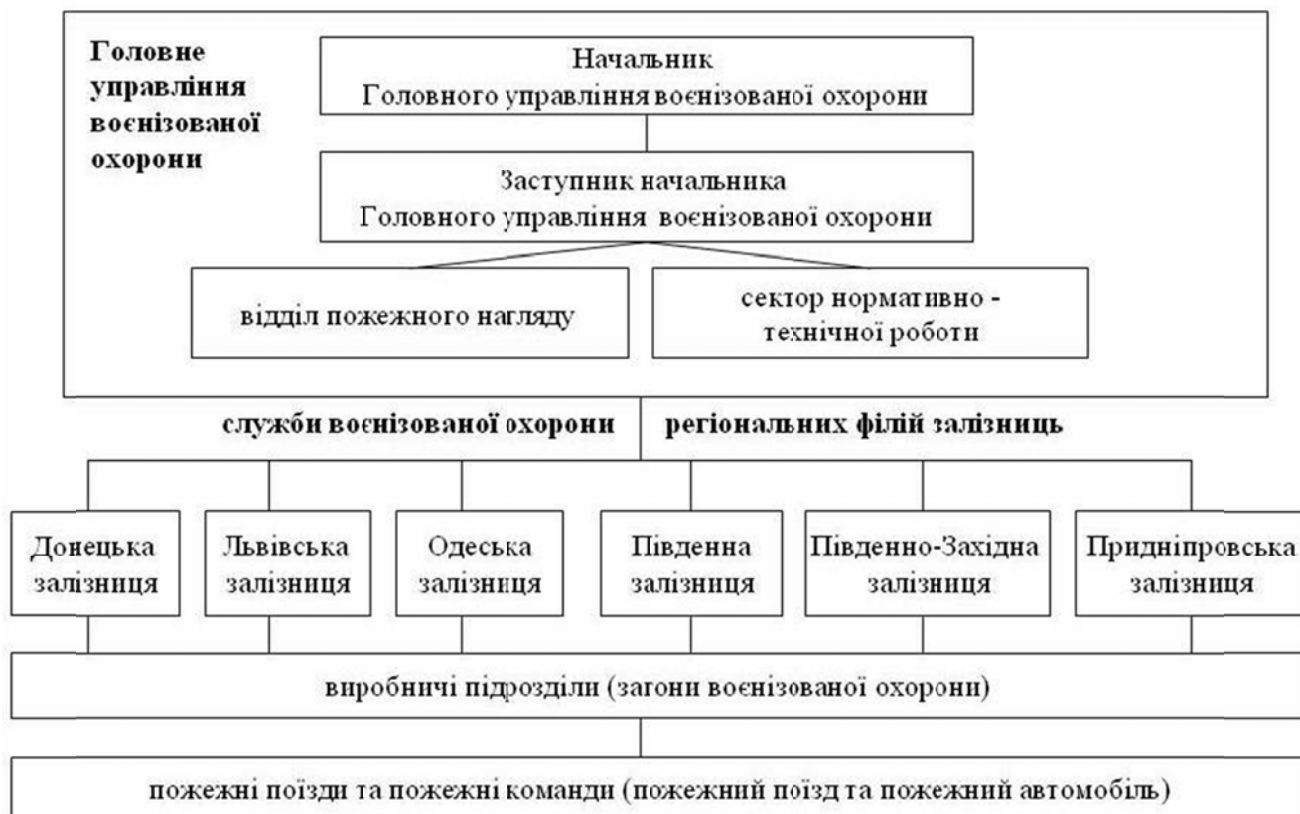 Головне
управління
воєнізованої
охорони
Начальник
Головного управління воєнізованої охорони
Заступник начальника
Головного управління воєнізованої охорони
відділ пожежного нагляду
сектор нормативно -
технічної роботи
служби воєнізованої охорони регіональних філій залізниць
Донецька
залізниця
Львівська
залізниця
Одеська
залізниця
Південна
залізниця
Південно-Західна
залізниця
Придніпровська
залізниця
виробничі підрозділи (загони воєнізованої охорони)
пожежні поїзди та пожежні команди (пожежний поїзд та пожежний автомобіль)